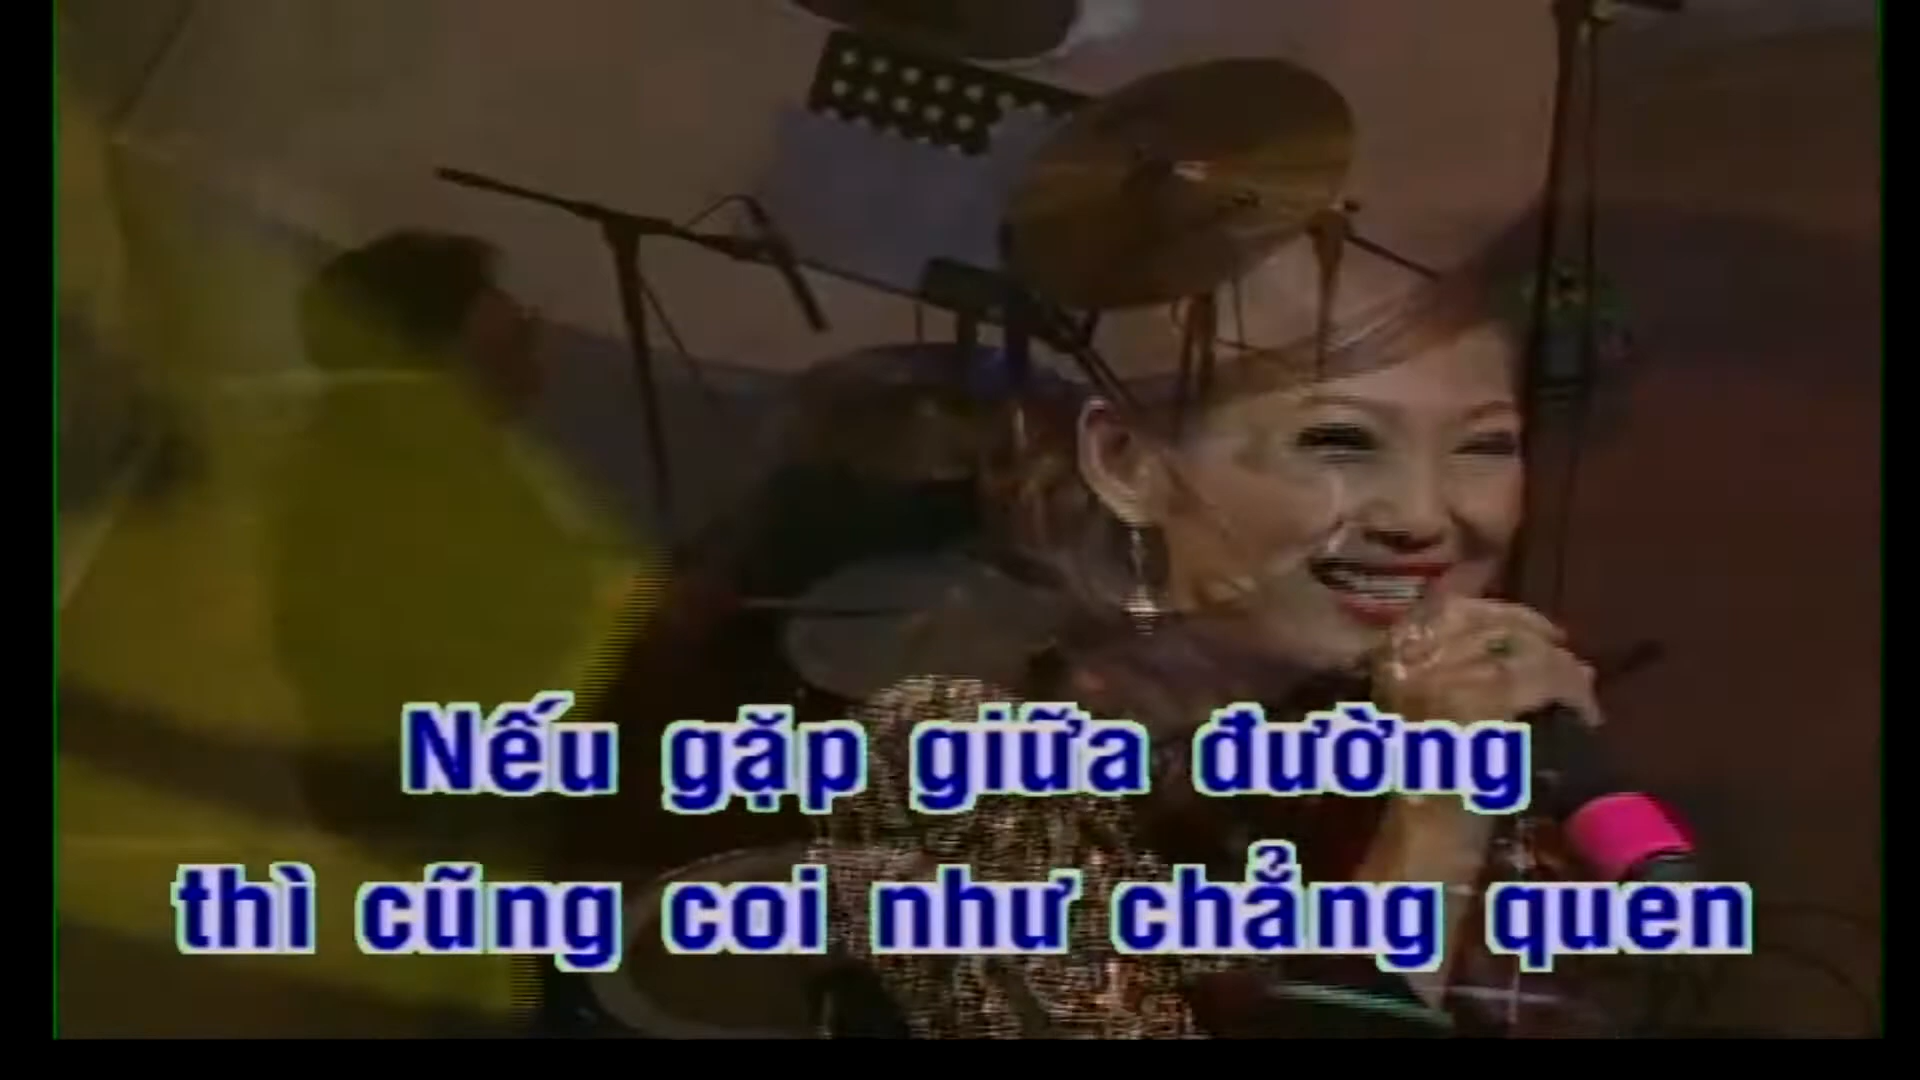 Nếu gặp giữa đường
thì cũng coi như chẳng quen